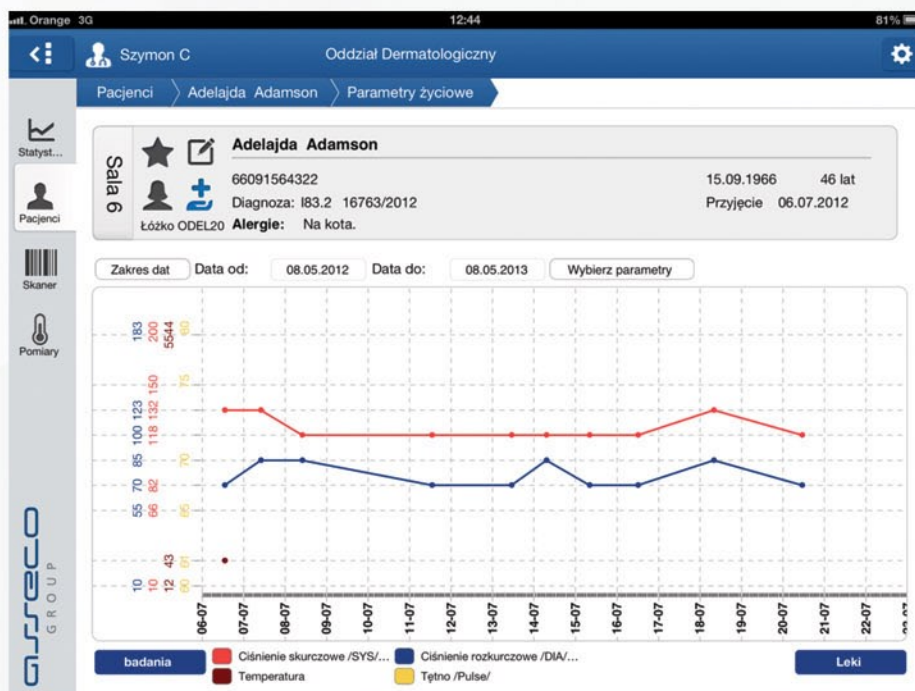 Orange 3G 12:44 81%
Szymon C Oddział Dermatologiczny
Pacjenci Adelajda Adamson Parametry życiowe
Statyst...
Pacjenci
Skaner
Pomiary
Sala 6
Łóżko ODEL20
Adelajda Adamson
66091564322 15.09.1966 46 lat
Diagnoza: I83.2 16763/2012 Przyjęcie 06.07.2012
Alergie: Na kota.
Zakres dat Data od: 08.05.2012 Data do: 08.05.2013 Wybierz parametry
183 200 5544 80
150 75
123 132
100 118
85 70
70 82
55 66 65
43 61
10 10 12 60
06-07 07-07 08-07 09-07 10-07 11-07 12-07 13-07 14-07 15-07 16-07 17-07 18-07 19-07 20-07 21-07 22-07
badania
Ciśnienie skurczowe /SYS/... Ciśnienie rozkurczowe /DIA/...
Temperatura Tętno /Pulse/
Leki
asseco
GROUP